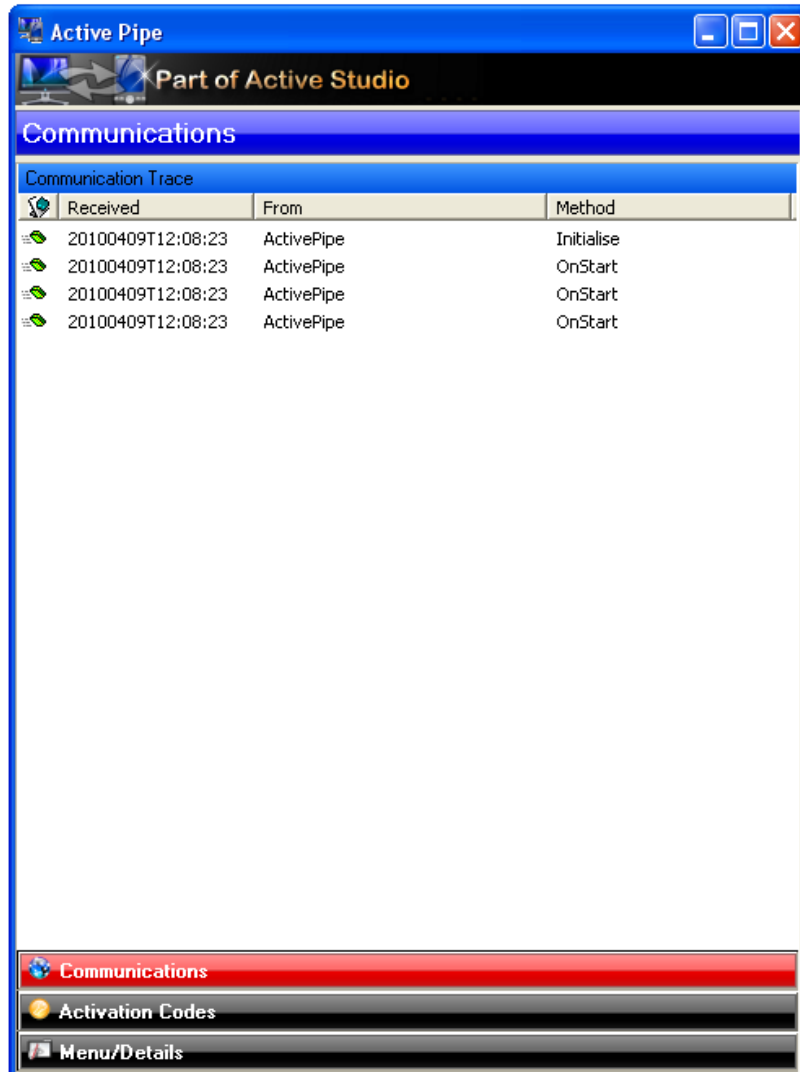 Active Pipe
Part of Active Studio
Communications
Communication Trace
Received From Method
20100409T12:08:23 ActivePipe Initialise
20100409T12:08:23 ActivePipe OnStart
20100409T12:08:23 ActivePipe OnStart
20100409T12:08:23 ActivePipe OnStart
Communications
Activation Codes
Menu/Details